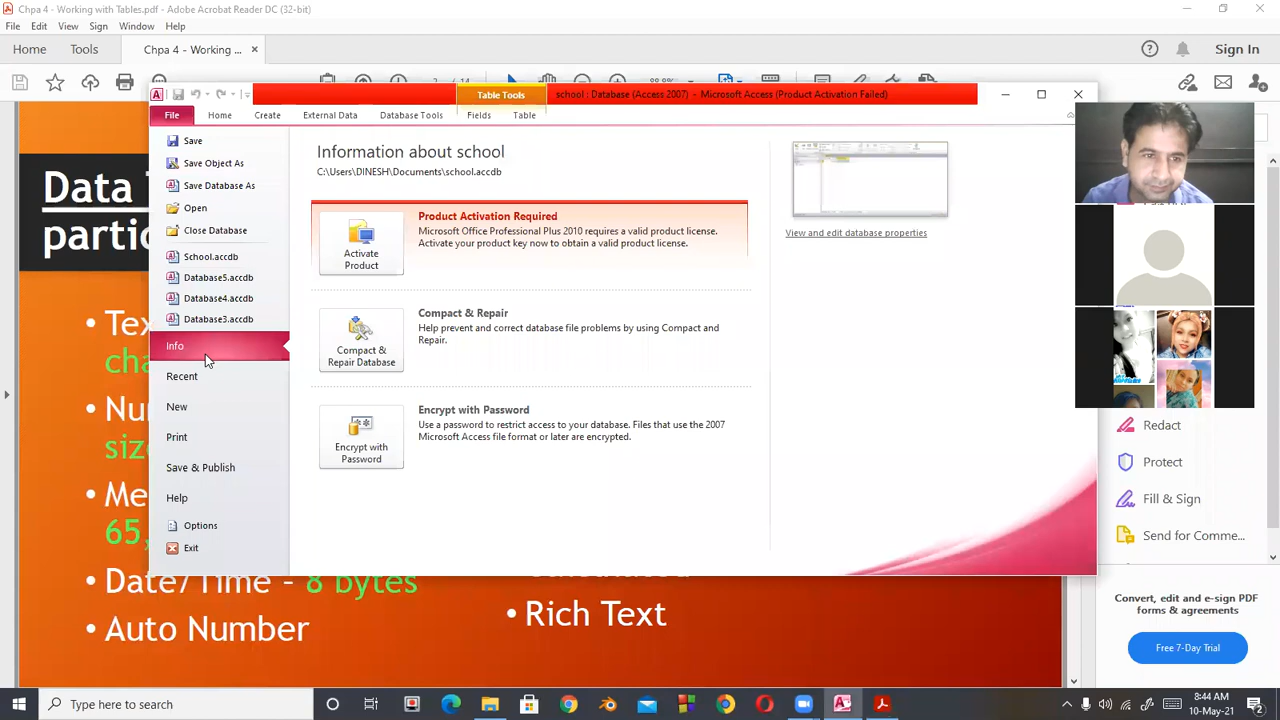 Chpa 4 - Working with Tables.pdf - Adobe Acrobat Reader DC (32-bit)
File Edit View Sign Window Help
Home Tools Chpa 4 - Working ... × Sign In
school : Database (Access 2007) - Microsoft Access (Product Activation Failed)
Table Tools
File Home Create External Data Database Tools Fields Table
Save
Save Object As
Save Database As
Open
Close Database
School.accdb
Database5.accdb
Database4.accdb
Database3.accdb
Info
Recent
New
Print
Save & Publish
Help
Options
Exit
Information about school
C:\Users\DINESH\Documents\school.accdb
Activate
Product
Product Activation Required
Microsoft Office Professional Plus 2010 requires a valid product license.
Activate your product key now to obtain a valid product license.
Compact &
Repair Database
Compact & Repair
Help prevent and correct database file problems by using Compact and
Repair.
Encrypt with
Password
Encrypt with Password
Use a password to restrict access to your database. Files that use the 2007
Microsoft Access file format or later are encrypted.
View and edit database properties
Data
partic
• Tex
cha
• Nu
size
• Me
65,
• Date/Time - 8 bytes
• Auto Number
• Rich Text
Redact
Protect
Fill & Sign
Send for Comme...
Convert, edit and e-sign PDF
forms & agreements
Free 7-Day Trial
Type here to search
8:44 AM
10-May-21
2